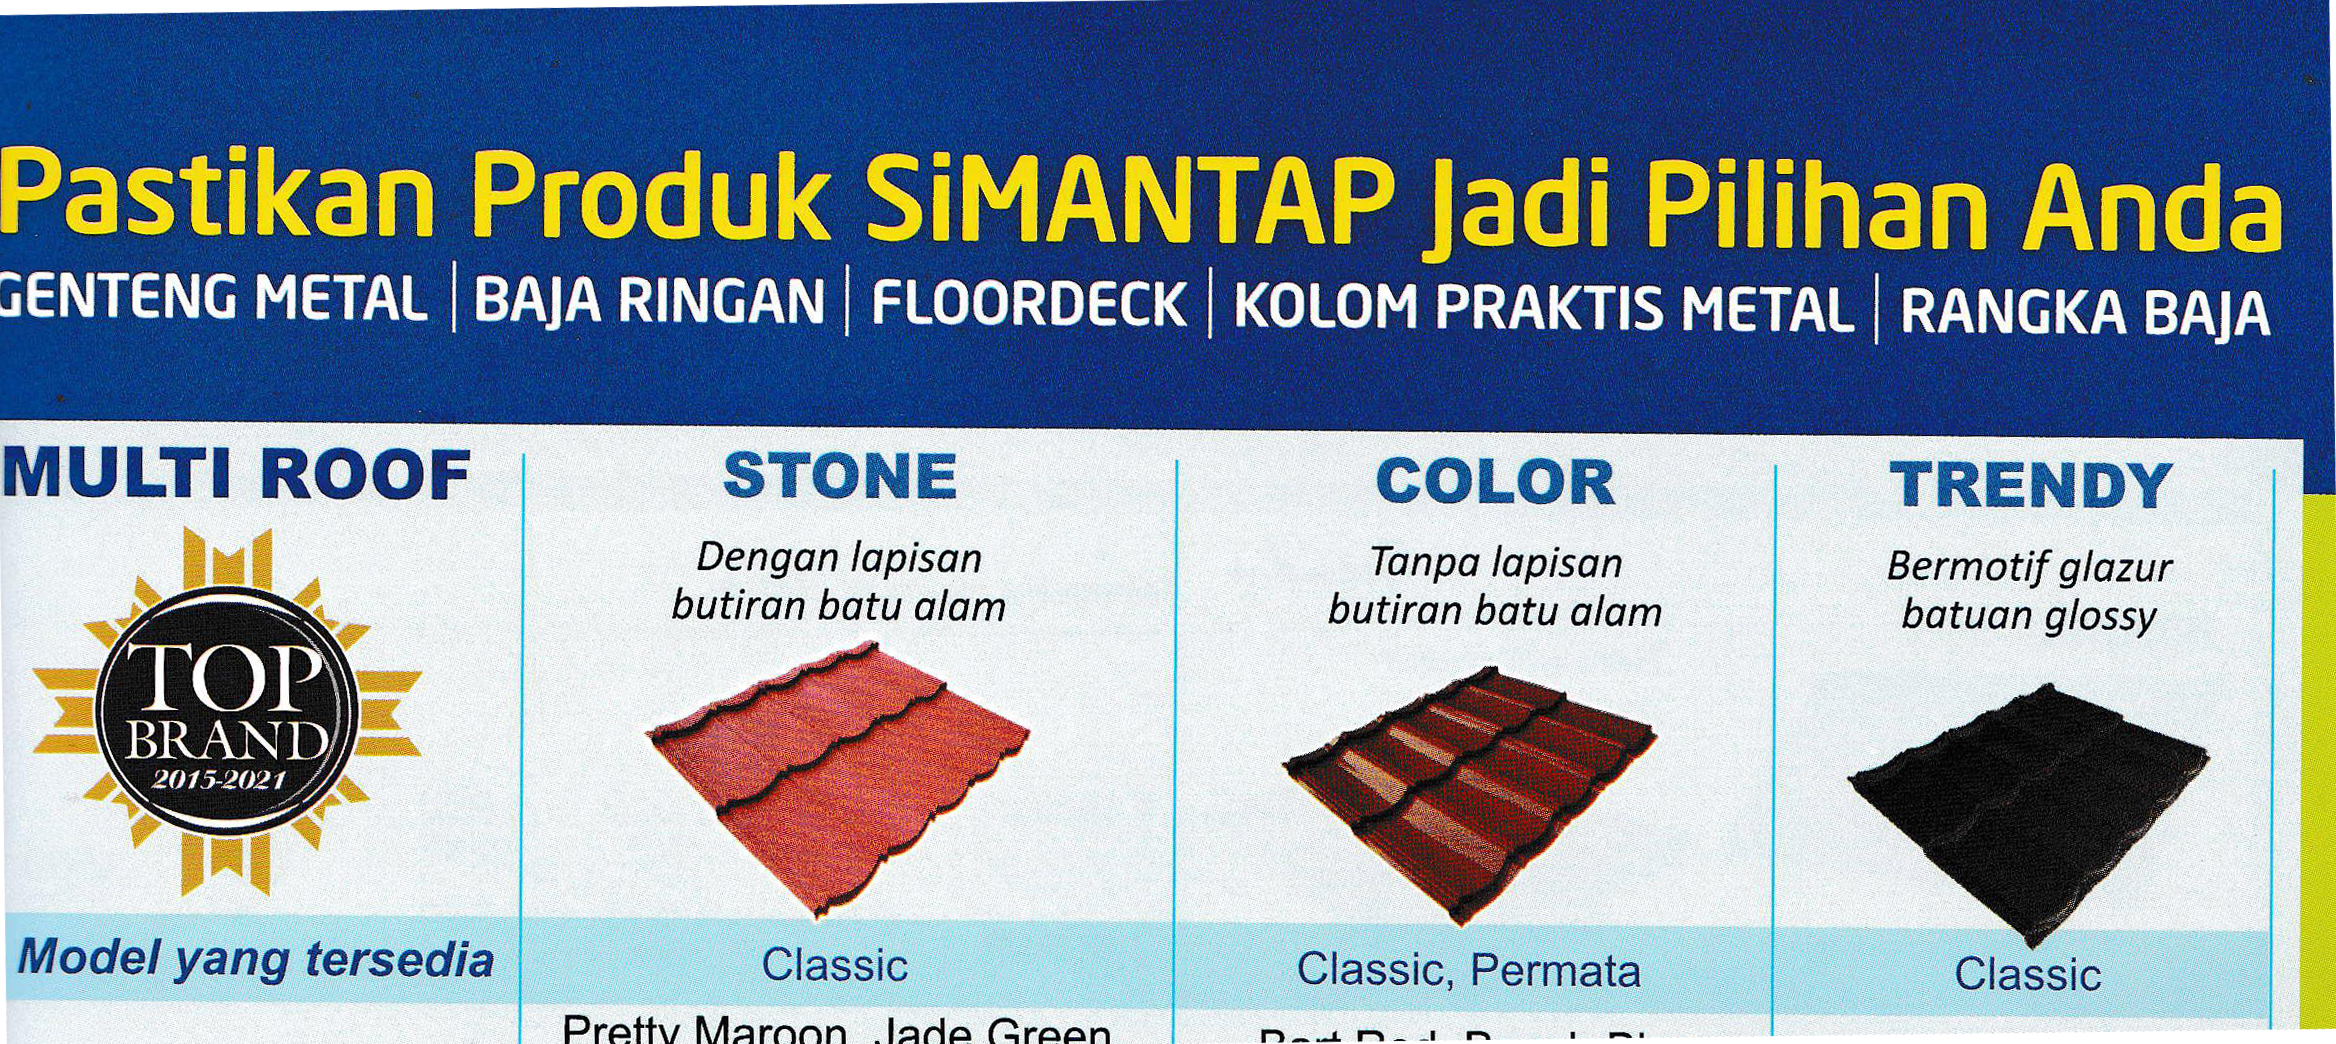 Pastikan Produk SiMANTAP Jadi Pilihan Anda
GENTENG METAL | BAJA RINGAN | FLOORDECK | KOLOM PRAKTIS METAL | RANGKA BAJA
MULTI ROOF
TOP
BRAND
2015-2021
STONE
Dengan lapisan
butiran batu alam
COLOR
Tanpa lapisan
butiran batu alam
TRENDY
Bermotif glazur
batuan glossy
Model yang tersedia
Classic
Classic, Permata
Classic
Pretty Maroon, Jade Green